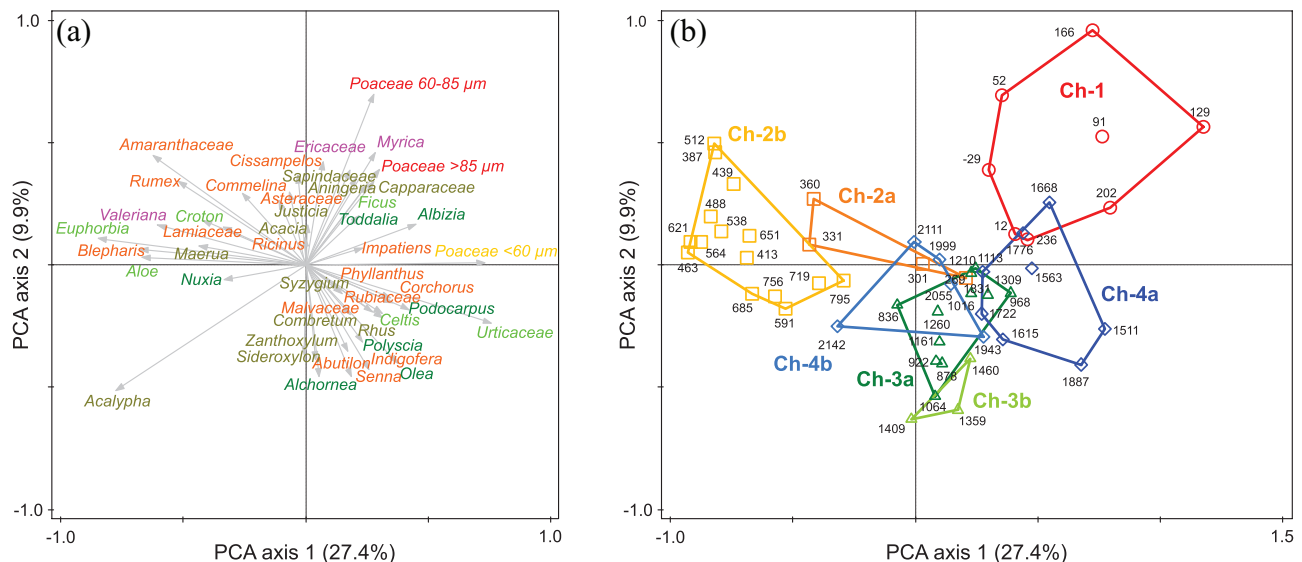 (a)
1.0
Poaceae 60-85 µm
Amaranthaceae
Ericaceae
Myrica
Cissampelos
Poaceae >85 µm
Rumex
Sapindaceae
Commelina
Aningeria
Capparaceae
Asteraceae
Ficus
Valeriana
Croton
Justicia
Toddalia
Albizia
Euphorbia
Lamiaceae
Acacia
Blepharis
Maerua
Ricinus
Impatiens
Poaceae <60 µm
Aloe
Nuxia
Syzygium
Phyllanthus
Corchorus
Rubiaceae
Malvaceae
Podocarpus
Combretum
Celtis
Urticaceae
Rhus
Zanthoxylum
Polyscia
Sideroxylon
Abutilon
Indigofera
Alchornea
Senna
Olea
Acalypha
PCA axis 2 (9.9%)
-1.0
-1.0
1.0
PCA axis 1 (27.4%)
(b)
1.0
166
52
Ch-1
129
91
512
Ch-2b
387
439
-29
360
Ch-2a
1668
202
488
538
621
651
331
2111
12
236
564
413
1999
1776
463
1210
1113
719
301
269
1309
1563
756
795
2055
1831
968
Ch-4a
685
1016
591
836
1722
1260
1615
1511
2142
1161
1943
Ch-4b
922
878
1460
1887
Ch-3a
1064
Ch-3b
1409
1359
PCA axis 2 (9.9%)
-1.0
-1.0
1.5
PCA axis 1 (27.4%)